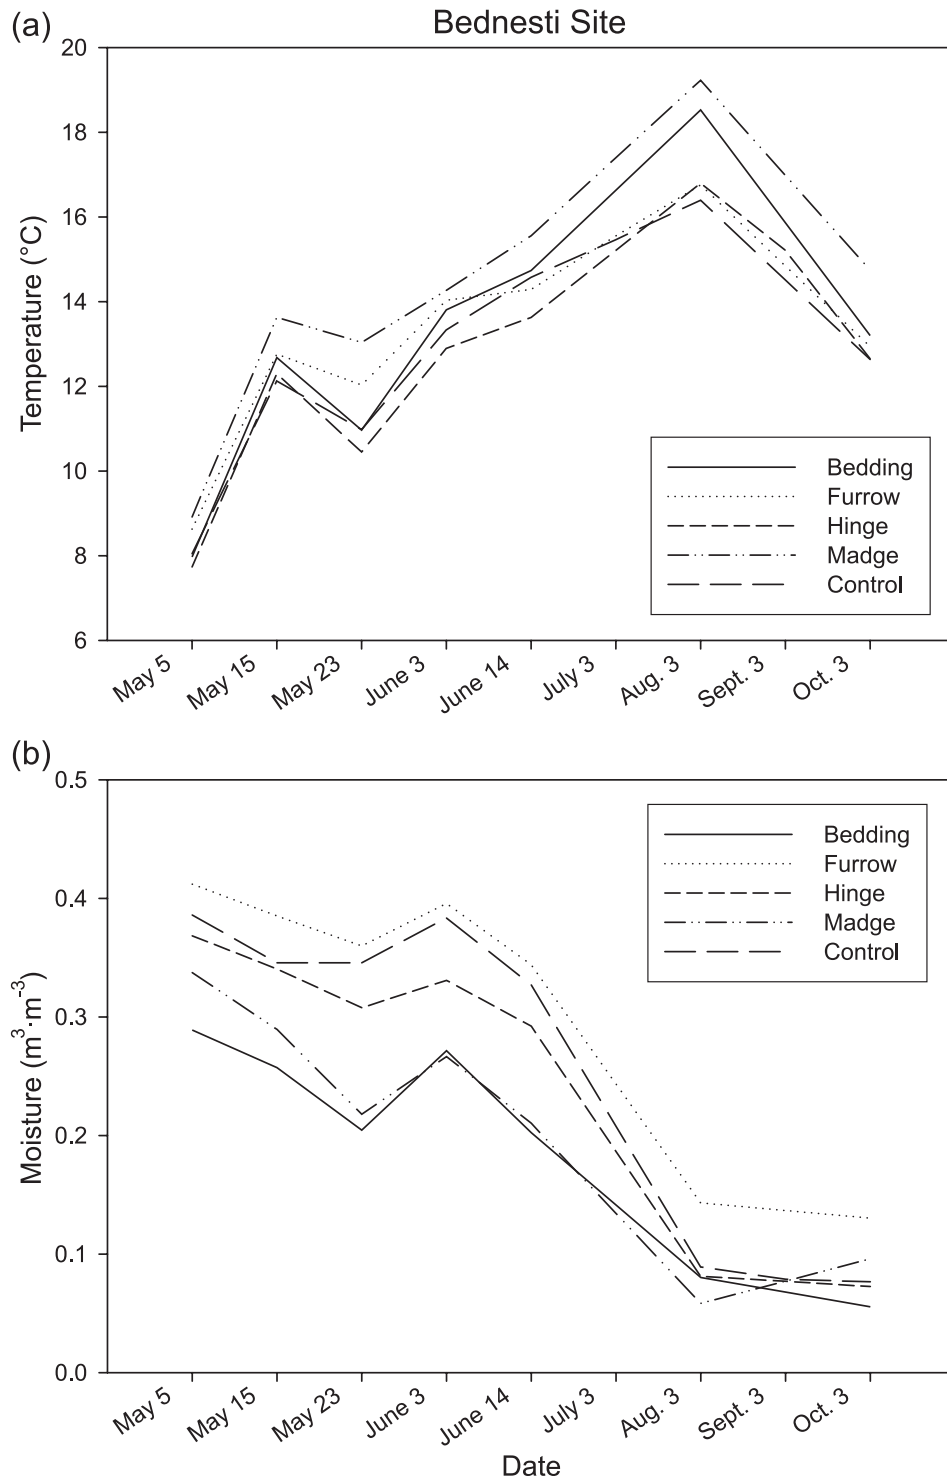 (a) Bednesti Site
20
18
16
14
12
10
8
6
Temperature (°C)
Bedding
Furrow
Hinge
Madge
Control
May 5
May 15
May 23
June 3
June 14
July 3
Aug. 3
Sept. 3
Oct. 3
(b)
0.5
0.4
0.3
0.2
0.1
0.0
Moisture (m³·m⁻³)
Bedding
Furrow
Hinge
Madge
Control
May 5
May 15
May 23
June 3
June 14
July 3
Aug. 3
Sept. 3
Oct. 3
Date